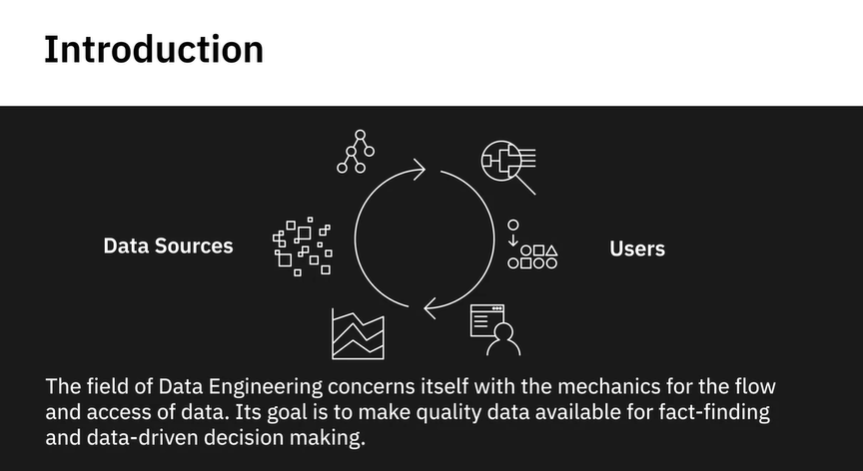 Introduction
Data Sources
Users
The field of Data Engineering concerns itself with the mechanics for the flow
and access of data. Its goal is to make quality data available for fact-finding
and data-driven decision making.